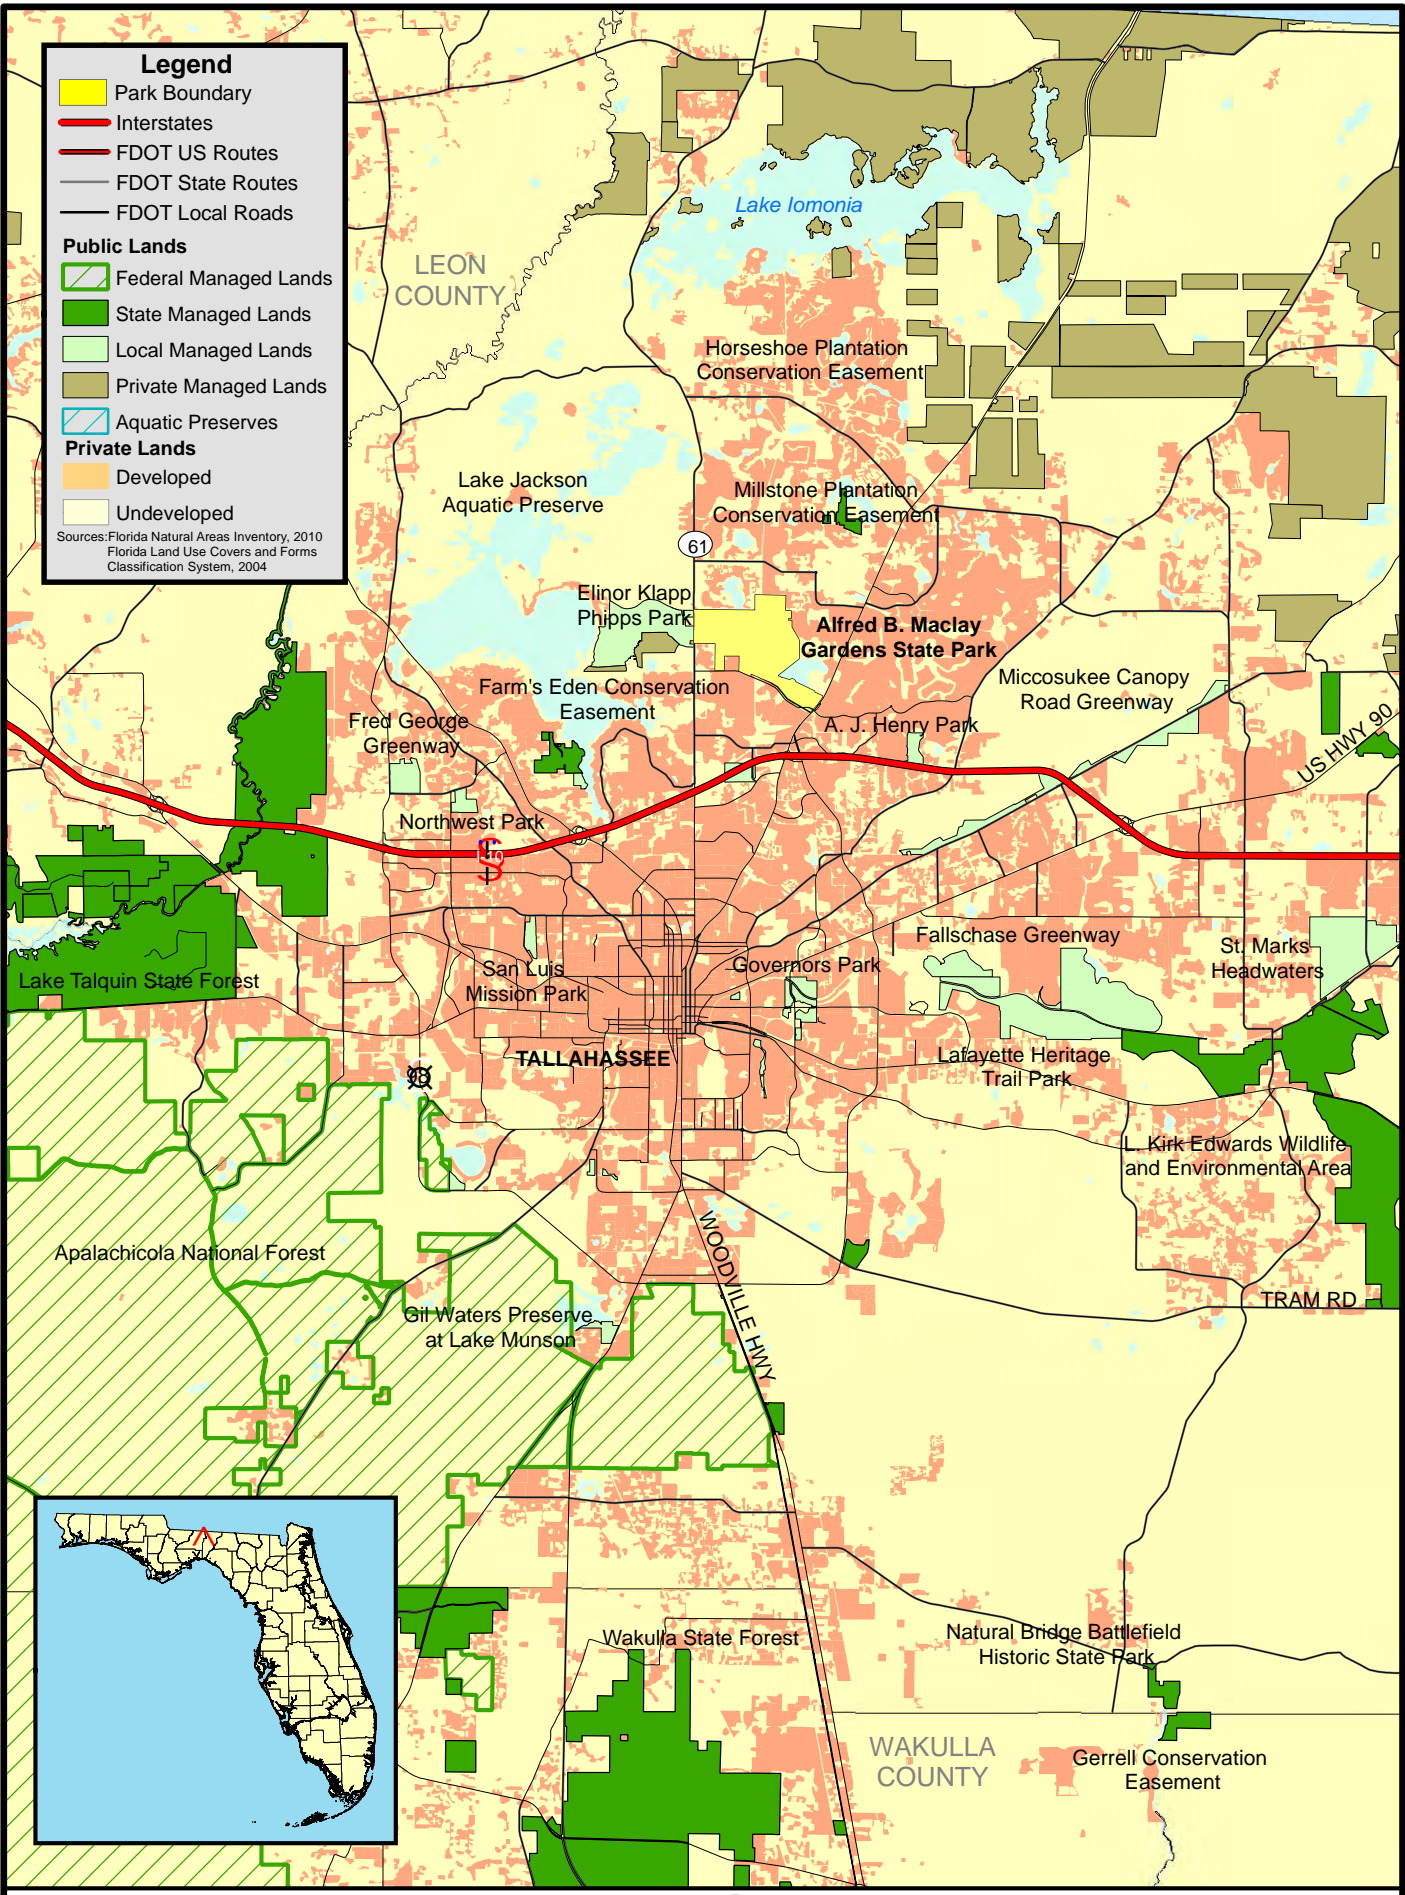 Legend
Park Boundary
Interstates
FDOT US Routes
FDOT State Routes
FDOT Local Roads
Public Lands
Federal Managed Lands
State Managed Lands
Local Managed Lands
Private Managed Lands
Aquatic Preserves
Private Lands
Developed
Undeveloped
Sources:Florida Natural Areas Inventory, 2010
Florida Land Use Covers and Forms
Classification System, 2004
Lake Iomonia
LEON
COUNTY
Horseshoe Plantation
Conservation Easement
Lake Jackson
Aquatic Preserve
Millstone Plantation
Conservation Easement
61
Elinor Klapp
Phipps Park
Alfred B. Maclay
Gardens State Park
Miccosukee Canopy
Road Greenway
Farm's Eden Conservation
Easement
Fred George
Greenway
A. J. Henry Park
US HWY 90
Northwest Park
Fallschase Greenway
St. Marks
Headwaters
Governors Park
San Luis
Mission Park
Lake Talquin State Forest
TALLAHASSEE
Lafayette Heritage
Trail Park
L. Kirk Edwards Wildlife
and Environmental Area
Apalachicola National Forest
WOODVILLE HWY
TRAM RD
Gil Waters Preserve
at Lake Munson
Wakulla State Forest
Natural Bridge Battlefield
Historic State Park
WAKULLA
COUNTY
Gerrell Conservation
Easement